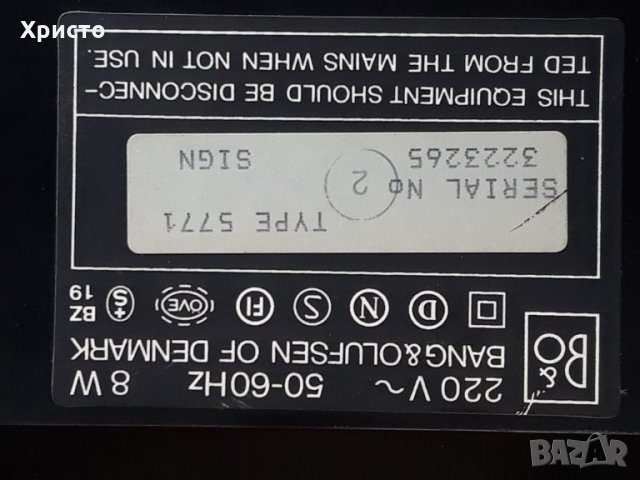 Христо
220 V ~ 50-60Hz 8 W
BANG&OLUFSEN OF DENMARK
B&O
D N S FI ÖVE +S BZ 19
TYPE 5771
SERIAL No 2 SIGN
3223265
THIS EQUIPMENT SHOULD BE DISCONNEC-
TED FROM THE MAINS WHEN NOT IN USE.
BAZAR